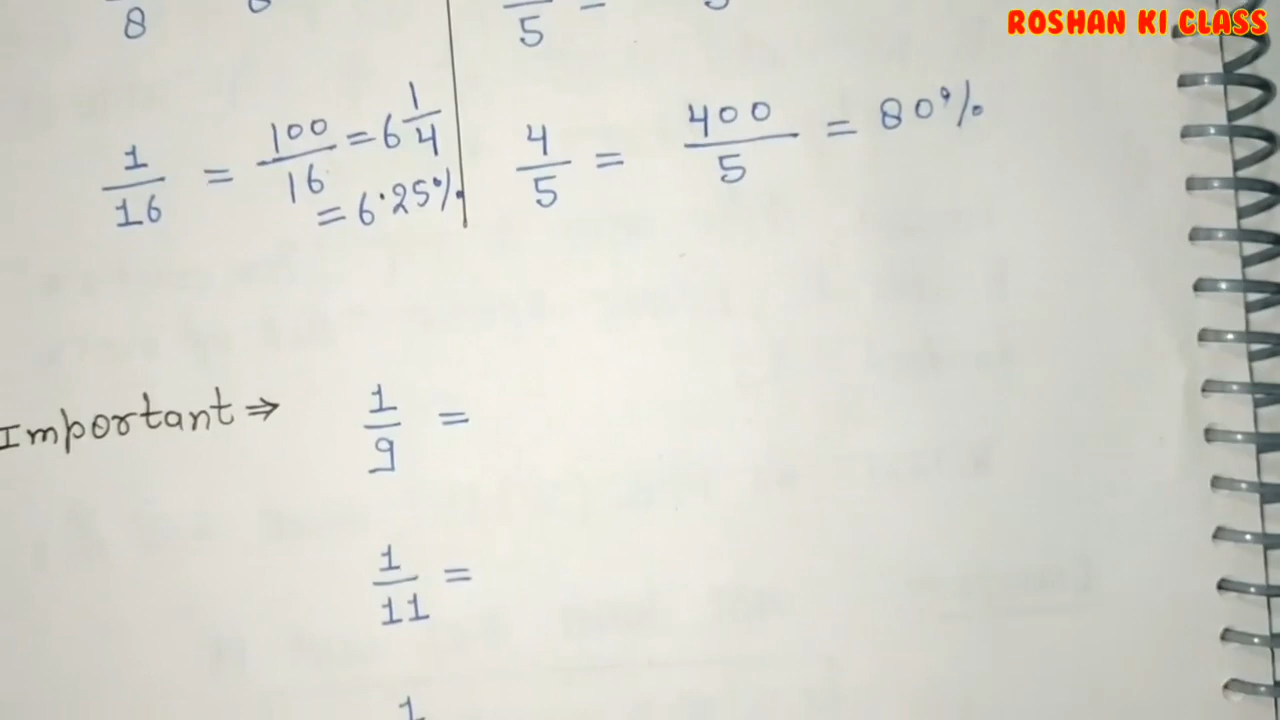 ROSHAN KI CLASS
8
5
1/16 = 100/16 = 6 1/4
= 6.25%
4/5 = 400/5 = 80%
Important ⇒ 1/9 =
1/11 =
1